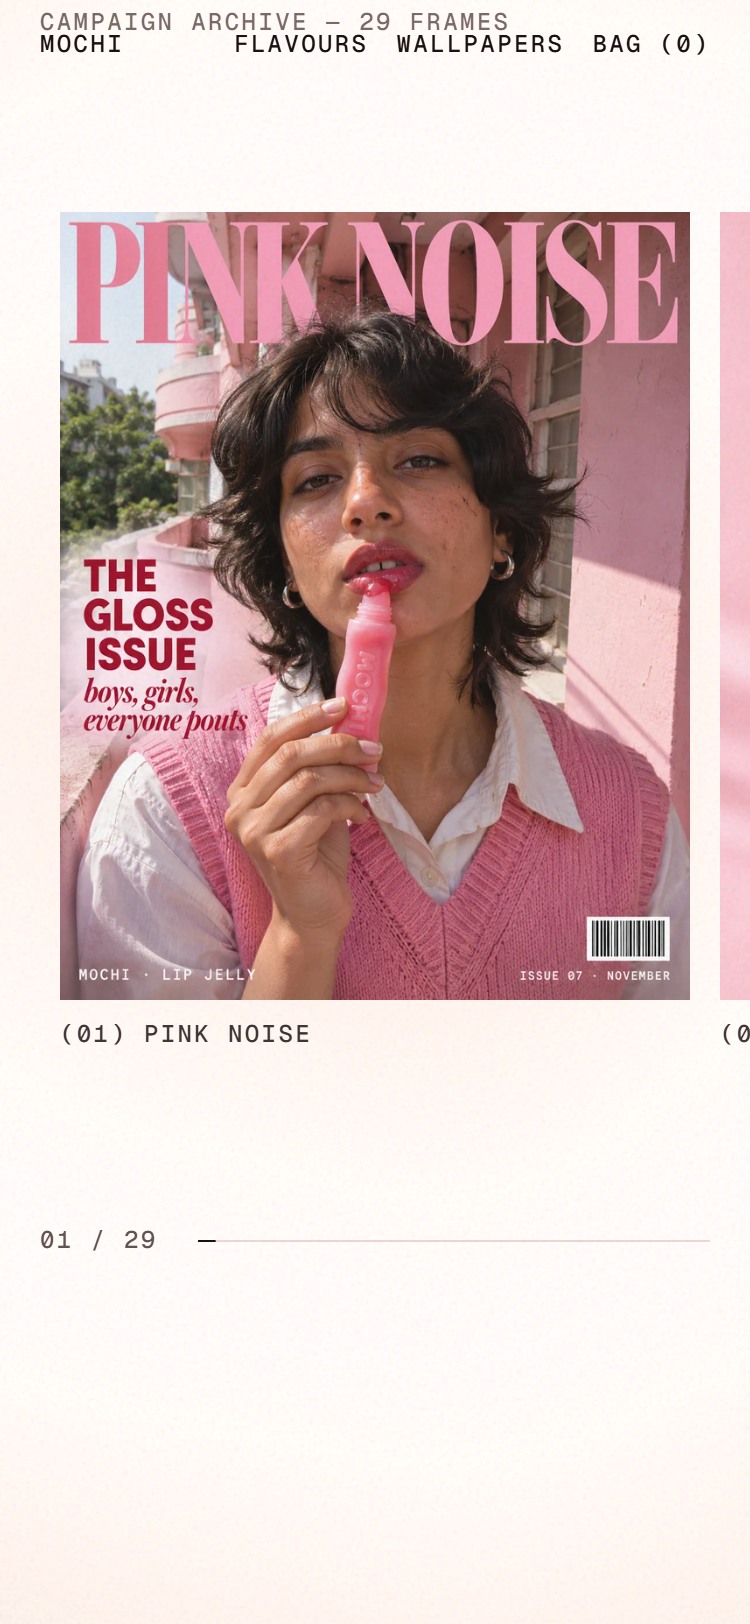 CAMPAIGN ARCHIVE — 29 FRAMES
MOCHI FLAVOURS WALLPAPERS BAG (0)
PINK NOISE
THE
GLOSS
ISSUE
boys, girls,
everyone pouts
MOCHI
MOCHI · LIP JELLY
ISSUE 07 · NOVEMBER
(01) PINK NOISE
(0
01 / 29